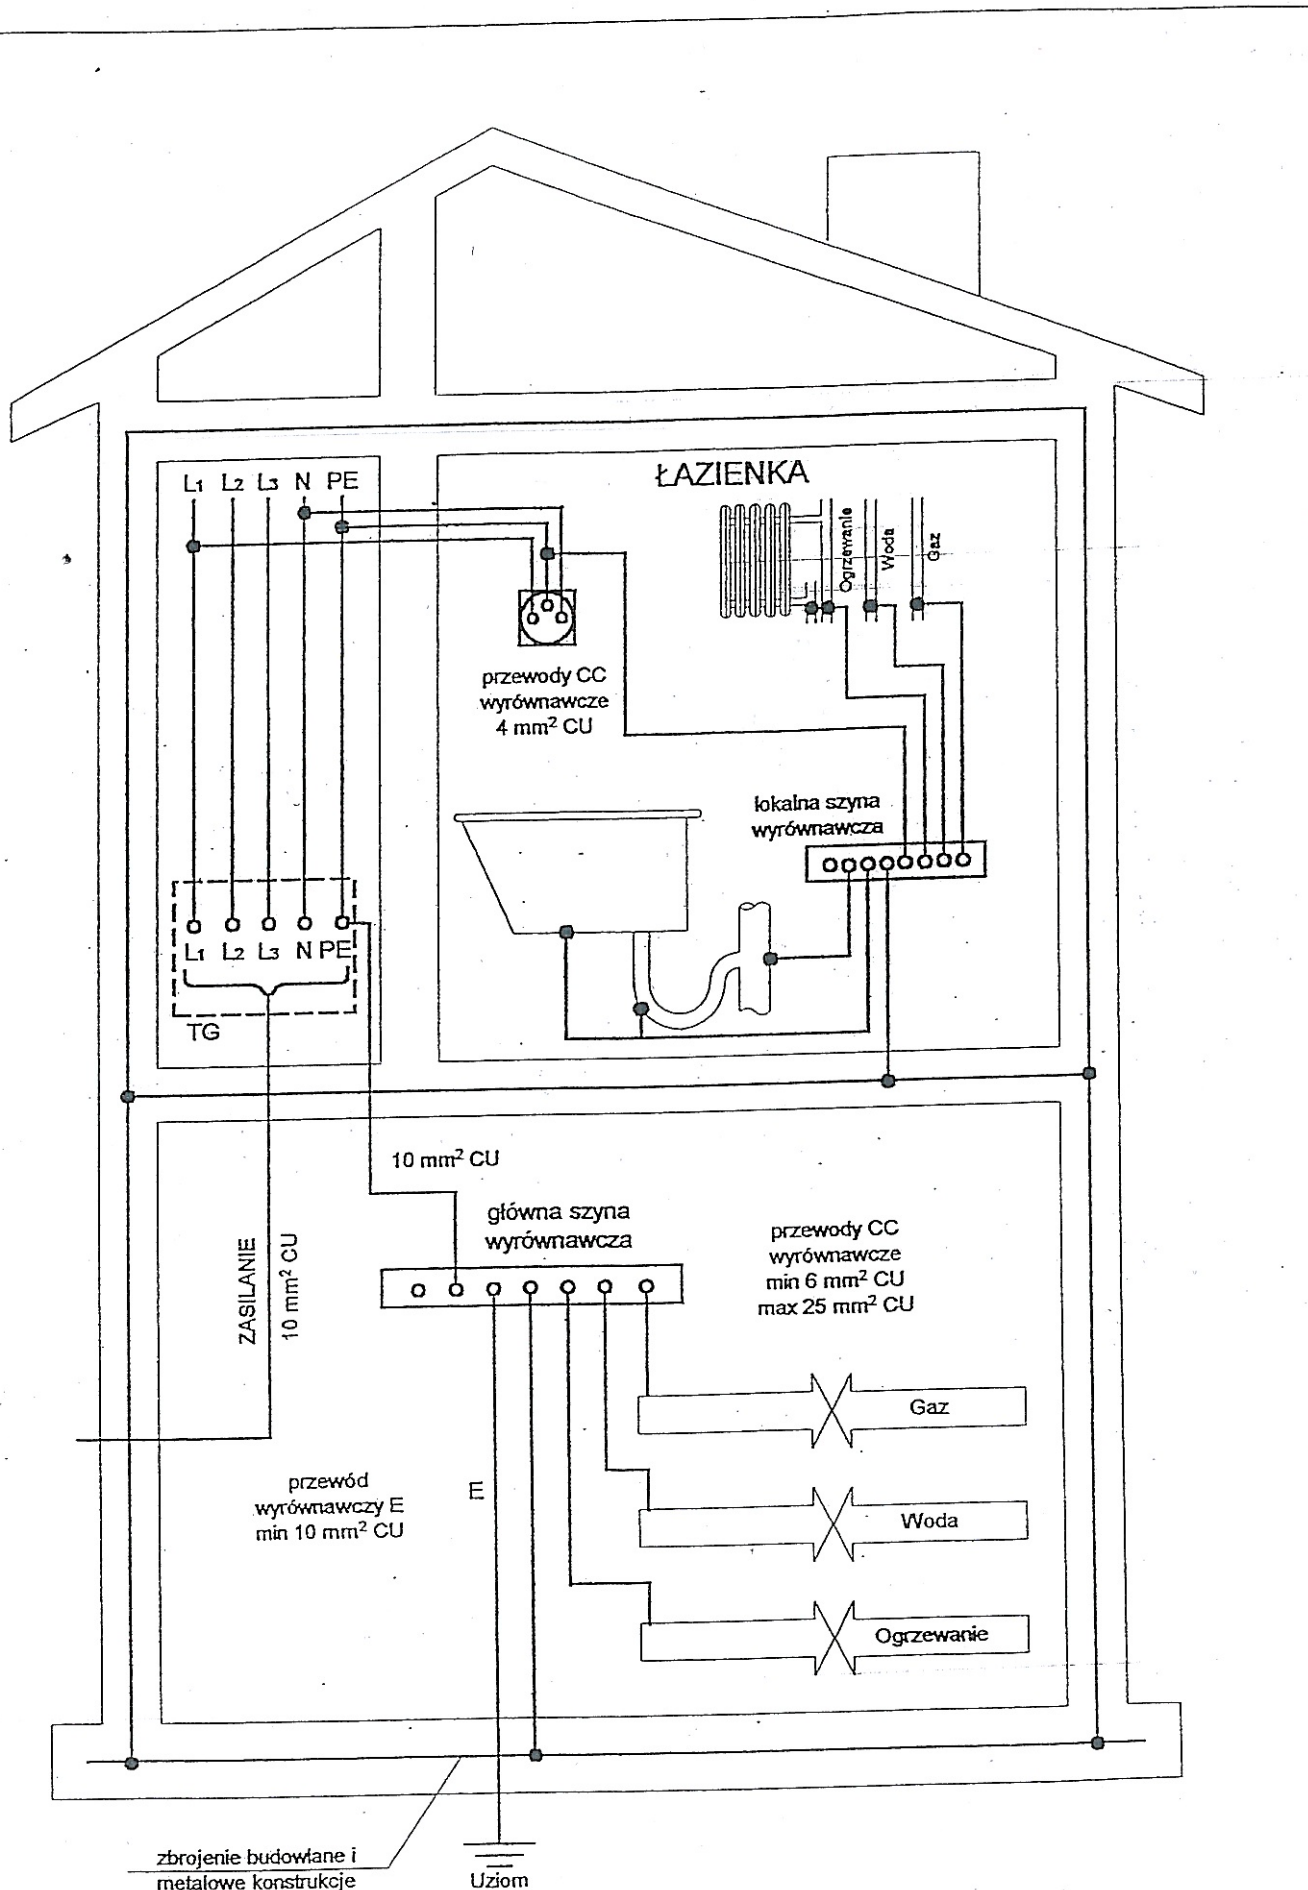 ŁAZIENKA
L1 L2 L3 N PE
Ogrzewanie
Woda
Gaz
przewody CC
wyrównawcze
4 mm² CU
lokalna szyna
wyrównawcza
L1 L2 L3 N PE
TG
10 mm² CU
główna szyna
wyrównawcza
przewody CC
wyrównawcze
min 6 mm² CU
max 25 mm² CU
ZASILANIE
10 mm² CU
Gaz
przewód
wyrównawczy E
min 10 mm² CU
E
Woda
Ogrzewanie
zbrojenie budowlane i
metalowe konstrukcje
Uziom